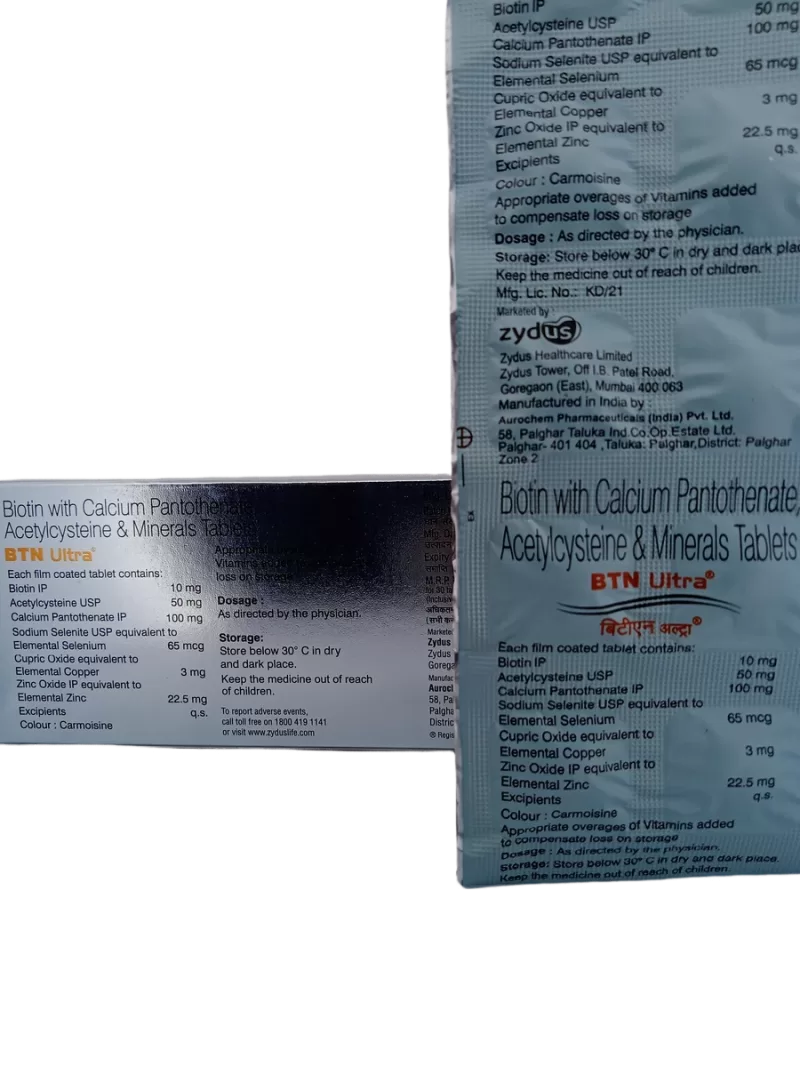 Biotin with Calcium Pantothenate
Acetylcysteine & Minerals Tablets
BTN Ultra®
Each film coated tablet contains:
Biotin IP 10 mg
Acetylcysteine USP 50 mg
Calcium Pantothenate IP 100 mg
Sodium Selenite USP equivalent to
Elemental Selenium 65 mcg
Cupric Oxide equivalent to
Elemental Copper 3 mg
Zinc Oxide IP equivalent to
Elemental Zinc 22.5 mg
Excipients q.s.
Colour : Carmoisine
Vitamins
loss on storage
Dosage :
As directed by the physician.
Storage:
Store below 30° C in dry
and dark place.
Keep the medicine out of reach
of children.
To report adverse events,
call toll free on 1800 419 1141
or visit www.zyduslife.com
M.R.P
Zydus
Zydus
58, Pa
Palgha
Distric
® Regis
Biotin IP
Acetylcysteine USP 50 mg
Calcium Pantothenate IP 100 mg
Sodium Selenite USP equivalent to
Elemental Selenium 65 mcg
Cupric Oxide equivalent to
Elemental Copper 3 mg
Zinc Oxide IP equivalent to
Elemental Zinc 22.5 mg
Excipients q.s.
Colour : Carmoisine
Appropriate overages of Vitamins added
to compensate loss on storage
Dosage : As directed by the physician.
Storage: Store below 30° C in dry and dark plac
Keep the medicine out of reach of children.
Mfg. Lic. No.: KD/21
Marketed by
zydus
Zydus Healthcare Limited
Zydus Tower, Off I.B. Patel Road,
Goregaon (East), Mumbai 400 063
Manufactured in India by :
Aurochem Pharmaceuticals (India) Pvt. Ltd.
58, Palghar Taluka Ind.Co.Op.Estate Ltd.
Palghar- 401 404 ,Taluka: Palghar,District: Palghar
Zone 2
Biotin with Calcium Pantothenate,
Acetylcysteine & Minerals Tablets
BTN Ultra®
बिटीएन अल्ट्रा®
Each film coated tablet contains:
Biotin IP 10 mg
Acetylcysteine USP 50 mg
Calcium Pantothenate IP 100 mg
Sodium Selenite USP equivalent to
Elemental Selenium 65 mcg
Cupric Oxide equivalent to
Elemental Copper 3 mg
Zinc Oxide IP equivalent to
Elemental Zinc 22.5 mg
Excipients q.s.
Colour : Carmoisine
Appropriate overages of Vitamins added
to compensate loss on storage
Dosage : As directed by the physician.
Storage: Store below 30° C in dry and dark place.
Keep the medicine out of reach of children.